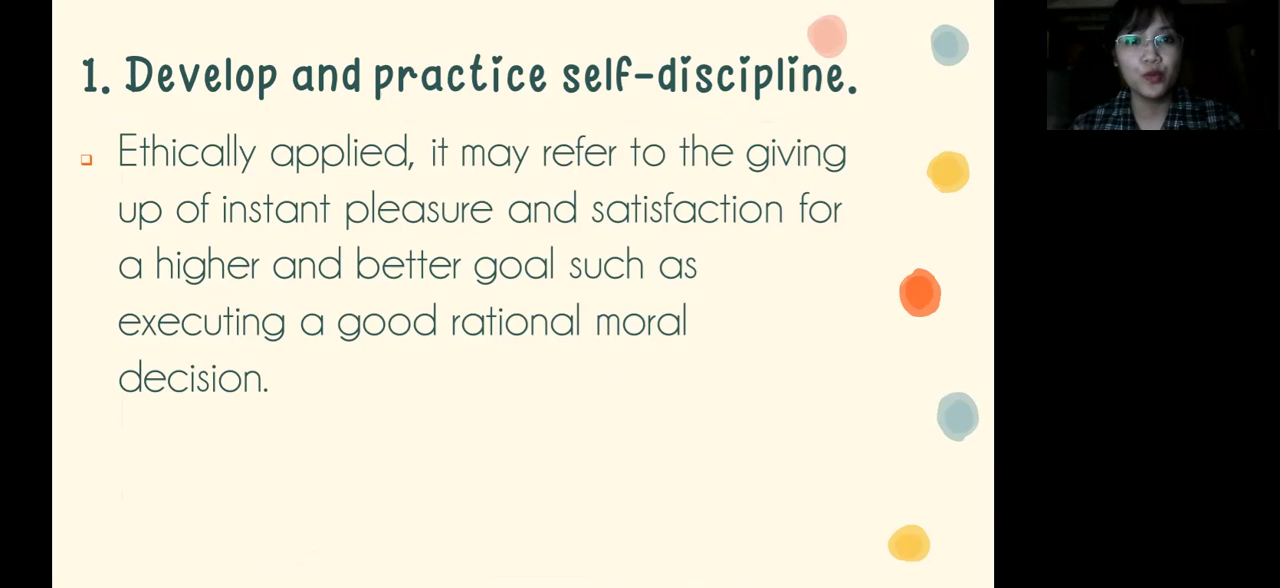 1. Develop and practice self-discipline.
Ethically applied, it may refer to the giving
up of instant pleasure and satisfaction for
a higher and better goal such as
executing a good rational moral
decision.